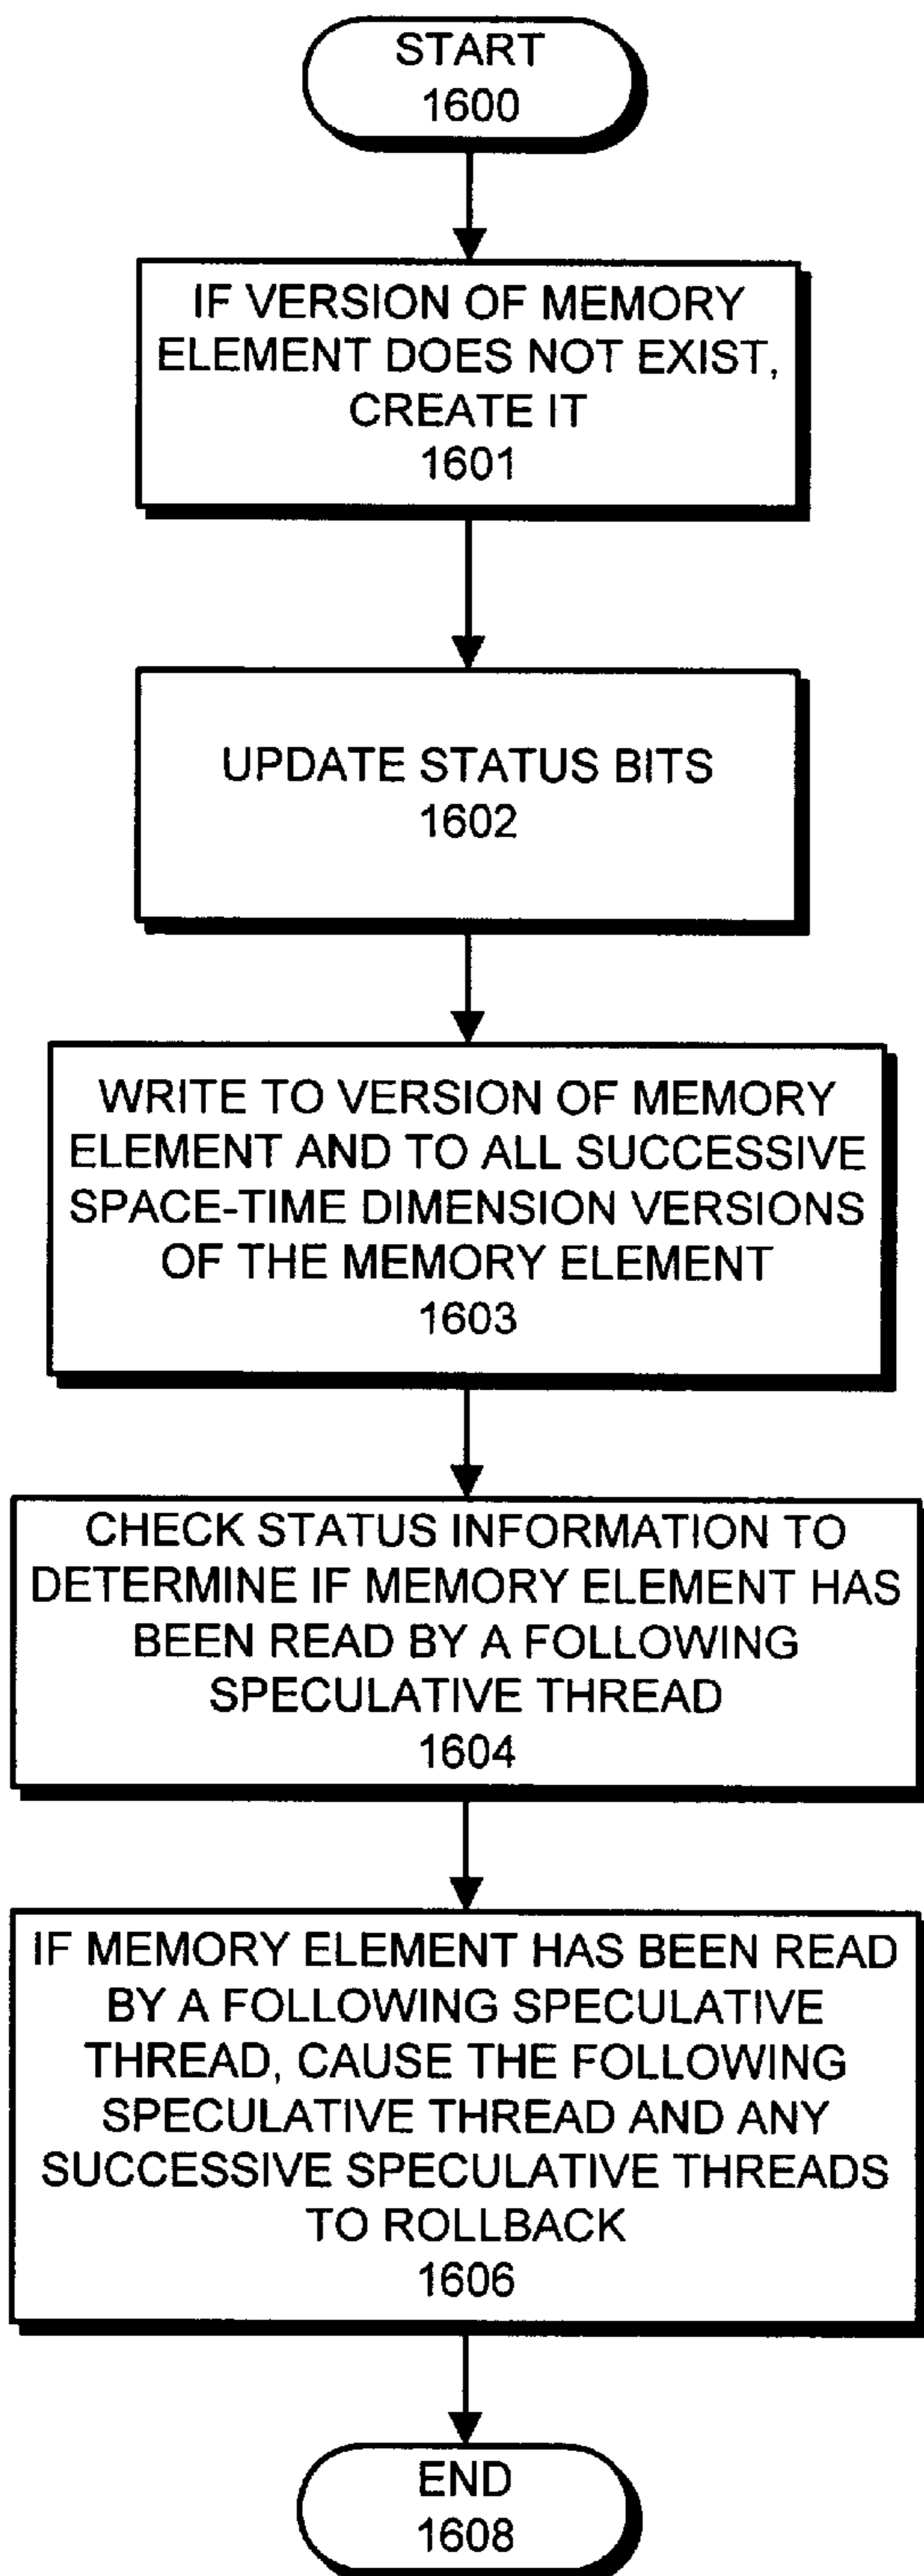 START
1600
IF VERSION OF MEMORY
ELEMENT DOES NOT EXIST,
CREATE IT
1601
UPDATE STATUS BITS
1602
WRITE TO VERSION OF MEMORY
ELEMENT AND TO ALL SUCCESSIVE
SPACE-TIME DIMENSION VERSIONS
OF THE MEMORY ELEMENT
1603
CHECK STATUS INFORMATION TO
DETERMINE IF MEMORY ELEMENT HAS
BEEN READ BY A FOLLOWING
SPECULATIVE THREAD
1604
IF MEMORY ELEMENT HAS BEEN READ
BY A FOLLOWING SPECULATIVE
THREAD, CAUSE THE FOLLOWING
SPECULATIVE THREAD AND ANY
SUCCESSIVE SPECULATIVE THREADS
TO ROLLBACK
1606
END
1608